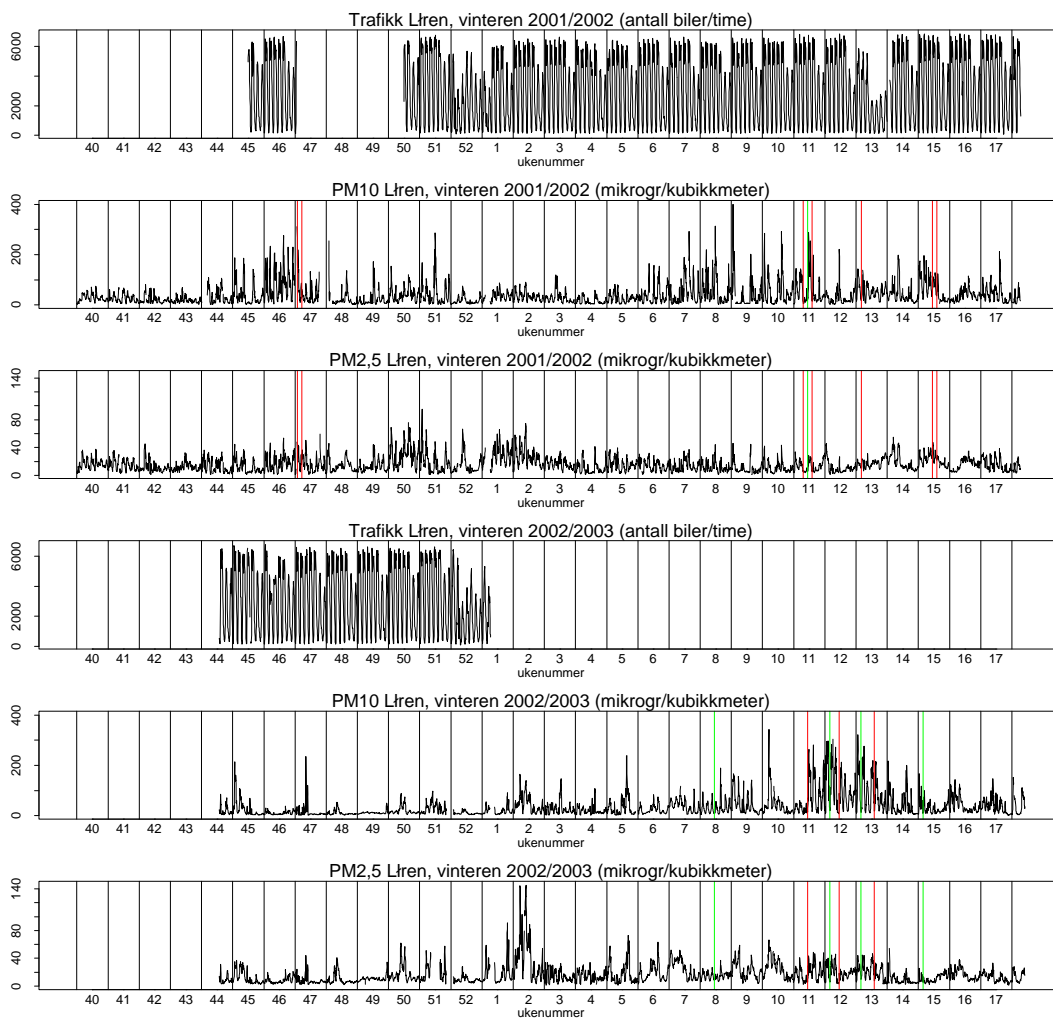 Trafikk Lłren, vinteren 2001/2002 (antall biler/time)
6000
2000
0
40 41 42 43 44 45 46 47 50 51 52 1 2 3 4 5 6 7 8 9 10 11 12 13 14 15 16 17
ukenummer
PM10 Lłren, vinteren 2001/2002 (mikrogr/kubikkmeter)
400
200
0
40 41 42 43 44 45 46 47 48 49 50 51 52 1 2 3 4 5 6 7 8 9 10 11 12 13 14 15 16 17
ukenummer
PM2,5 Lłren, vinteren 2001/2002 (mikrogr/kubikkmeter)
140
80
40
0
40 41 42 43 44 45 46 47 48 49 50 51 52 1 2 3 4 5 6 7 8 9 10 11 12 13 14 15 16 17
ukenummer
Trafikk Lłren, vinteren 2002/2003 (antall biler/time)
6000
2000
0
40 41 42 43 44 45 46 47 48 49 50 51 52 1 2 3 4 5 6 7 8 9 10 11 12 13 14 15 16 17
ukenummer
PM10 Lłren, vinteren 2002/2003 (mikrogr/kubikkmeter)
400
200
0
40 41 42 43 44 45 46 47 48 49 50 51 52 1 2 3 4 5 6 7 8 9 10 11 12 13 14 15 16 17
ukenummer
PM2,5 Lłren, vinteren 2002/2003 (mikrogr/kubikkmeter)
140
80
40
0
40 41 42 43 44 45 46 47 48 49 50 51 52 1 2 3 4 5 6 7 8 9 10 11 12 13 14 15 16 17
ukenummer